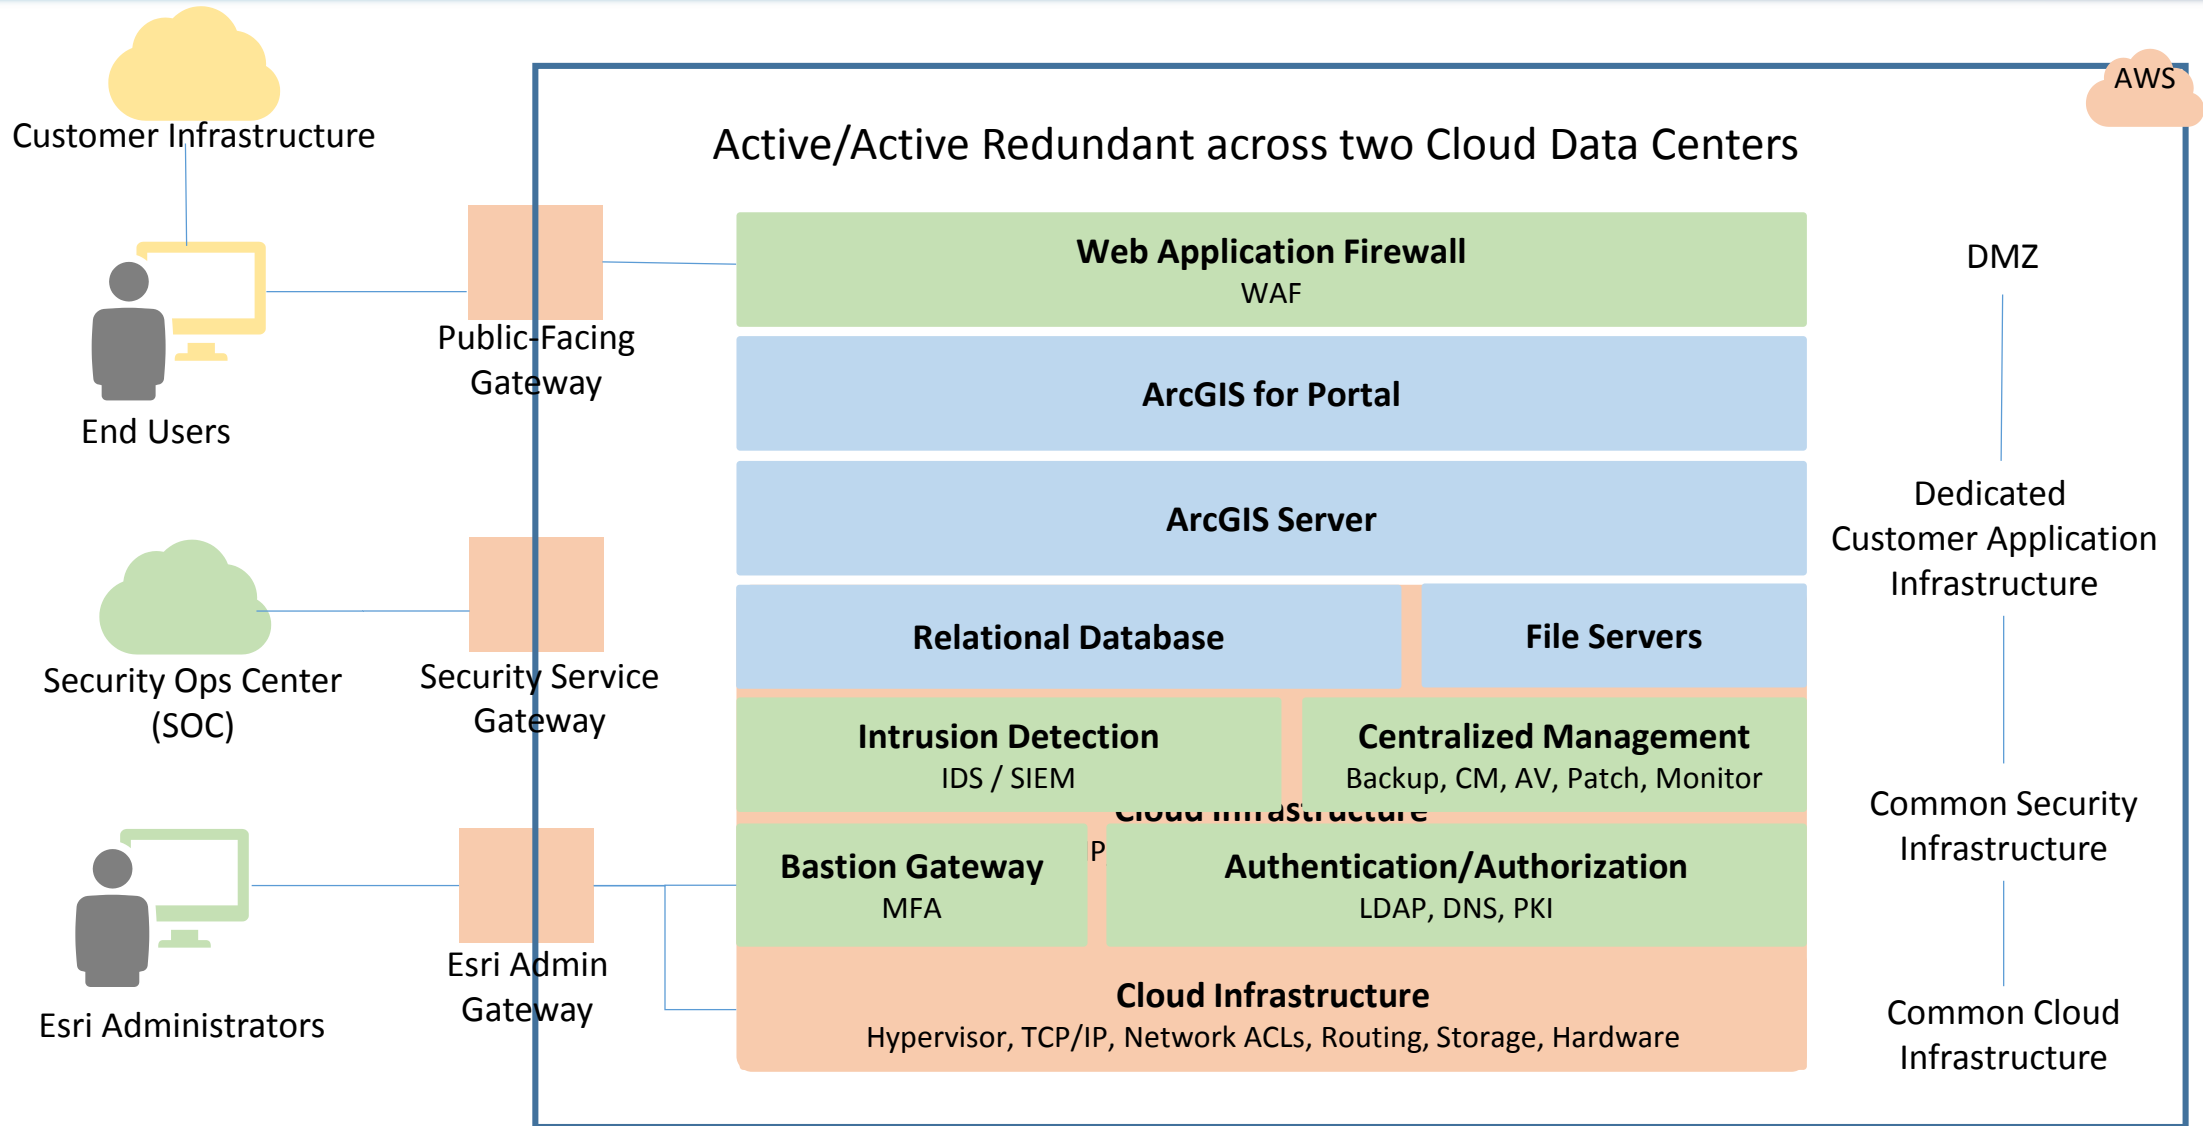 AWS
Customer Infrastructure
Active/Active Redundant across two Cloud Data Centers
Web Application Firewall
WAF
DMZ
Public-Facing
Gateway
ArcGIS for Portal
End Users
ArcGIS Server
Dedicated
Customer Application
Infrastructure
Relational Database
File Servers
Security Ops Center
(SOC)
Security Service
Gateway
Intrusion Detection
IDS / SIEM
Centralized Management
Backup, CM, AV, Patch, Monitor
Cloud Infrastructure
P
Common Security
Infrastructure
Bastion Gateway
MFA
Authentication/Authorization
LDAP, DNS, PKI
Esri Admin
Gateway
Esri Administrators
Cloud Infrastructure
Hypervisor, TCP/IP, Network ACLs, Routing, Storage, Hardware
Common Cloud
Infrastructure